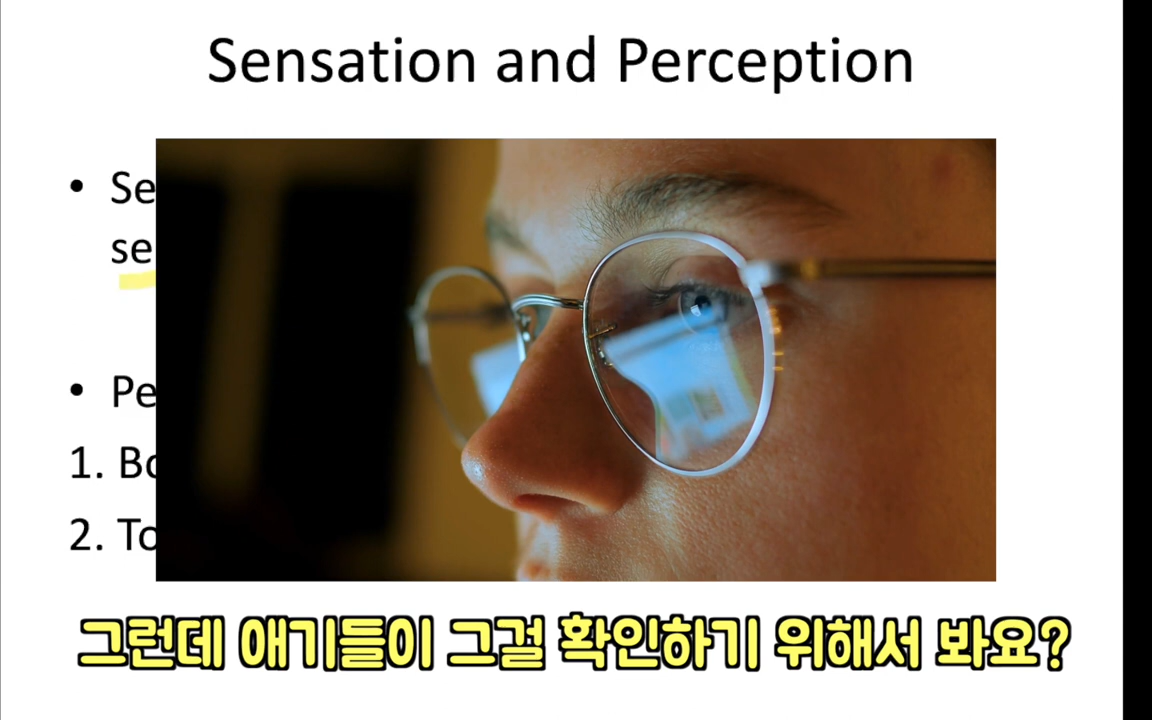 Sensation and Perception
• Se
se
• Pe
1. Bo
2. To
그런데 얘기들이 그걸 확인하기 위해서 봐요?